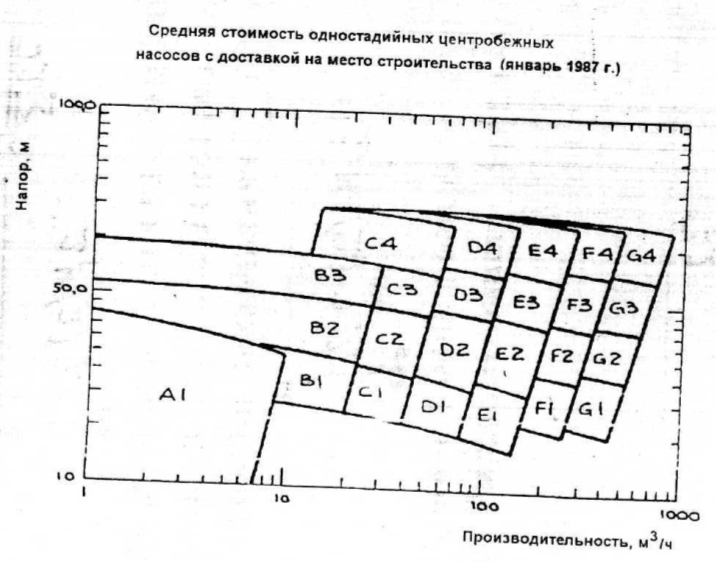 Средняя стоимость одностадийных центробежных
насосов с доставкой на место строительства (январь 1987 г.)
1000
Напор, м
C4 D4 E4 F4 G4
B3 C3 D3 E3 F3 G3
50,0
B2 C2 D2 E2 F2 G2
A1 B1 C1 D1 E1 F1 G1
10
1 10 100 1000
Производительность, м³/ч